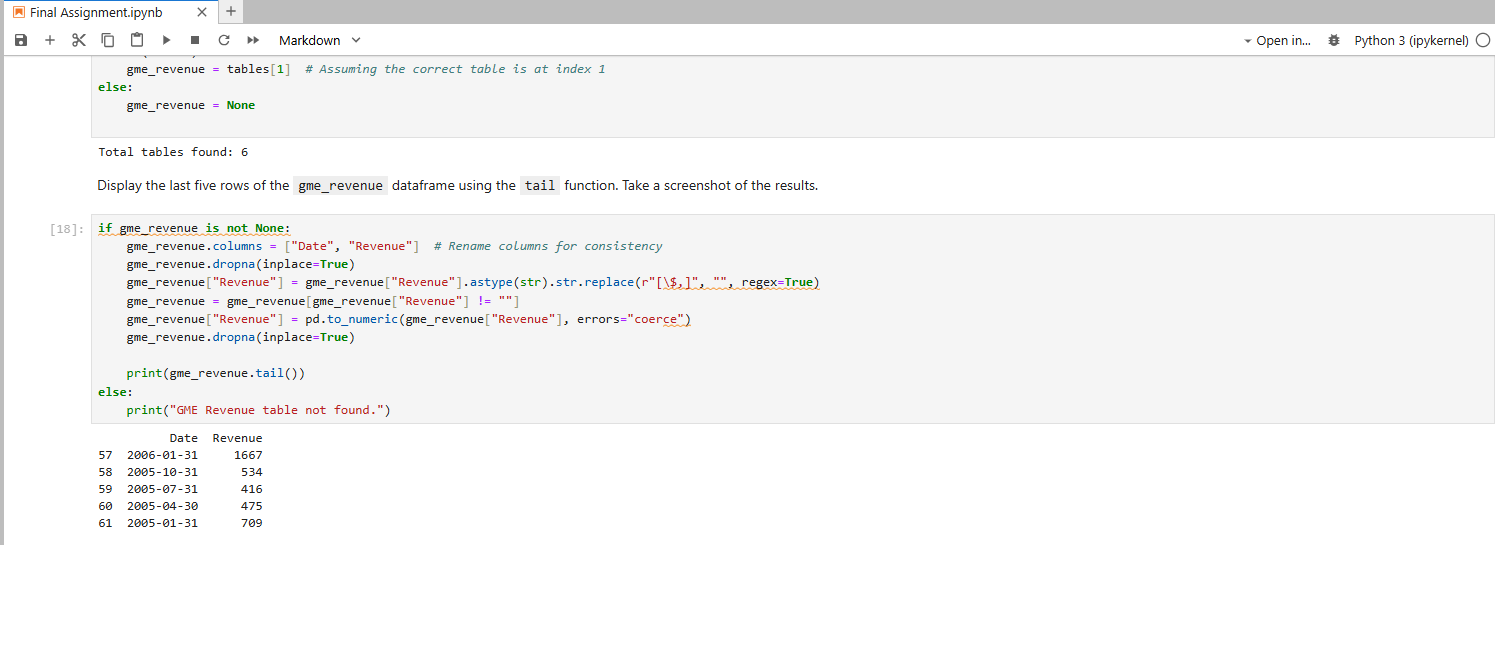 Final Assignment.ipynb
Markdown
Open in...
Python 3 (ipykernel)
    gme_revenue = tables[1]  # Assuming the correct table is at index 1
else:
    gme_revenue = None
Total tables found: 6
Display the last five rows of the gme_revenue dataframe using the tail function. Take a screenshot of the results.
[18]:
if gme_revenue is not None:
    gme_revenue.columns = ["Date", "Revenue"]  # Rename columns for consistency
    gme_revenue.dropna(inplace=True)
    gme_revenue["Revenue"] = gme_revenue["Revenue"].astype(str).str.replace(r"[\$,]", "", regex=True)
    gme_revenue = gme_revenue[gme_revenue["Revenue"] != ""]
    gme_revenue["Revenue"] = pd.to_numeric(gme_revenue["Revenue"], errors="coerce")
    gme_revenue.dropna(inplace=True)
    print(gme_revenue.tail())
else:
    print("GME Revenue table not found.")
          Date  Revenue
57  2006-01-31     1667
58  2005-10-31      534
59  2005-07-31      416
60  2005-04-30      475
61  2005-01-31      709